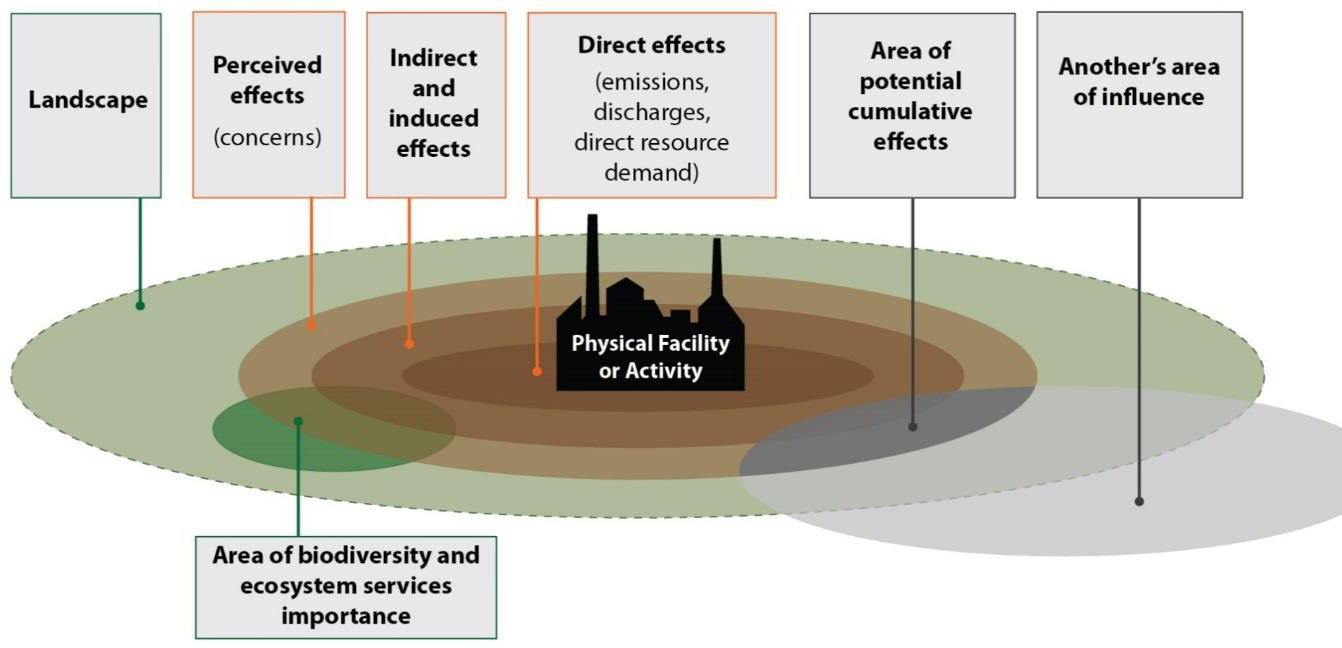 Landscape
Perceived
effects
(concerns)
Indirect
and
induced
effects
Direct effects
(emissions,
discharges,
direct resource
demand)
Area of
potential
cumulative
effects
Another’s area
of influence
Physical Facility
or Activity
Area of biodiversity and
ecosystem services
importance